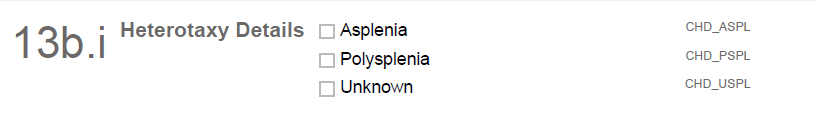 13b.i Heterotaxy Details Asplenia CHD_ASPL
Polysplenia CHD_PSPL
Unknown CHD_USPL